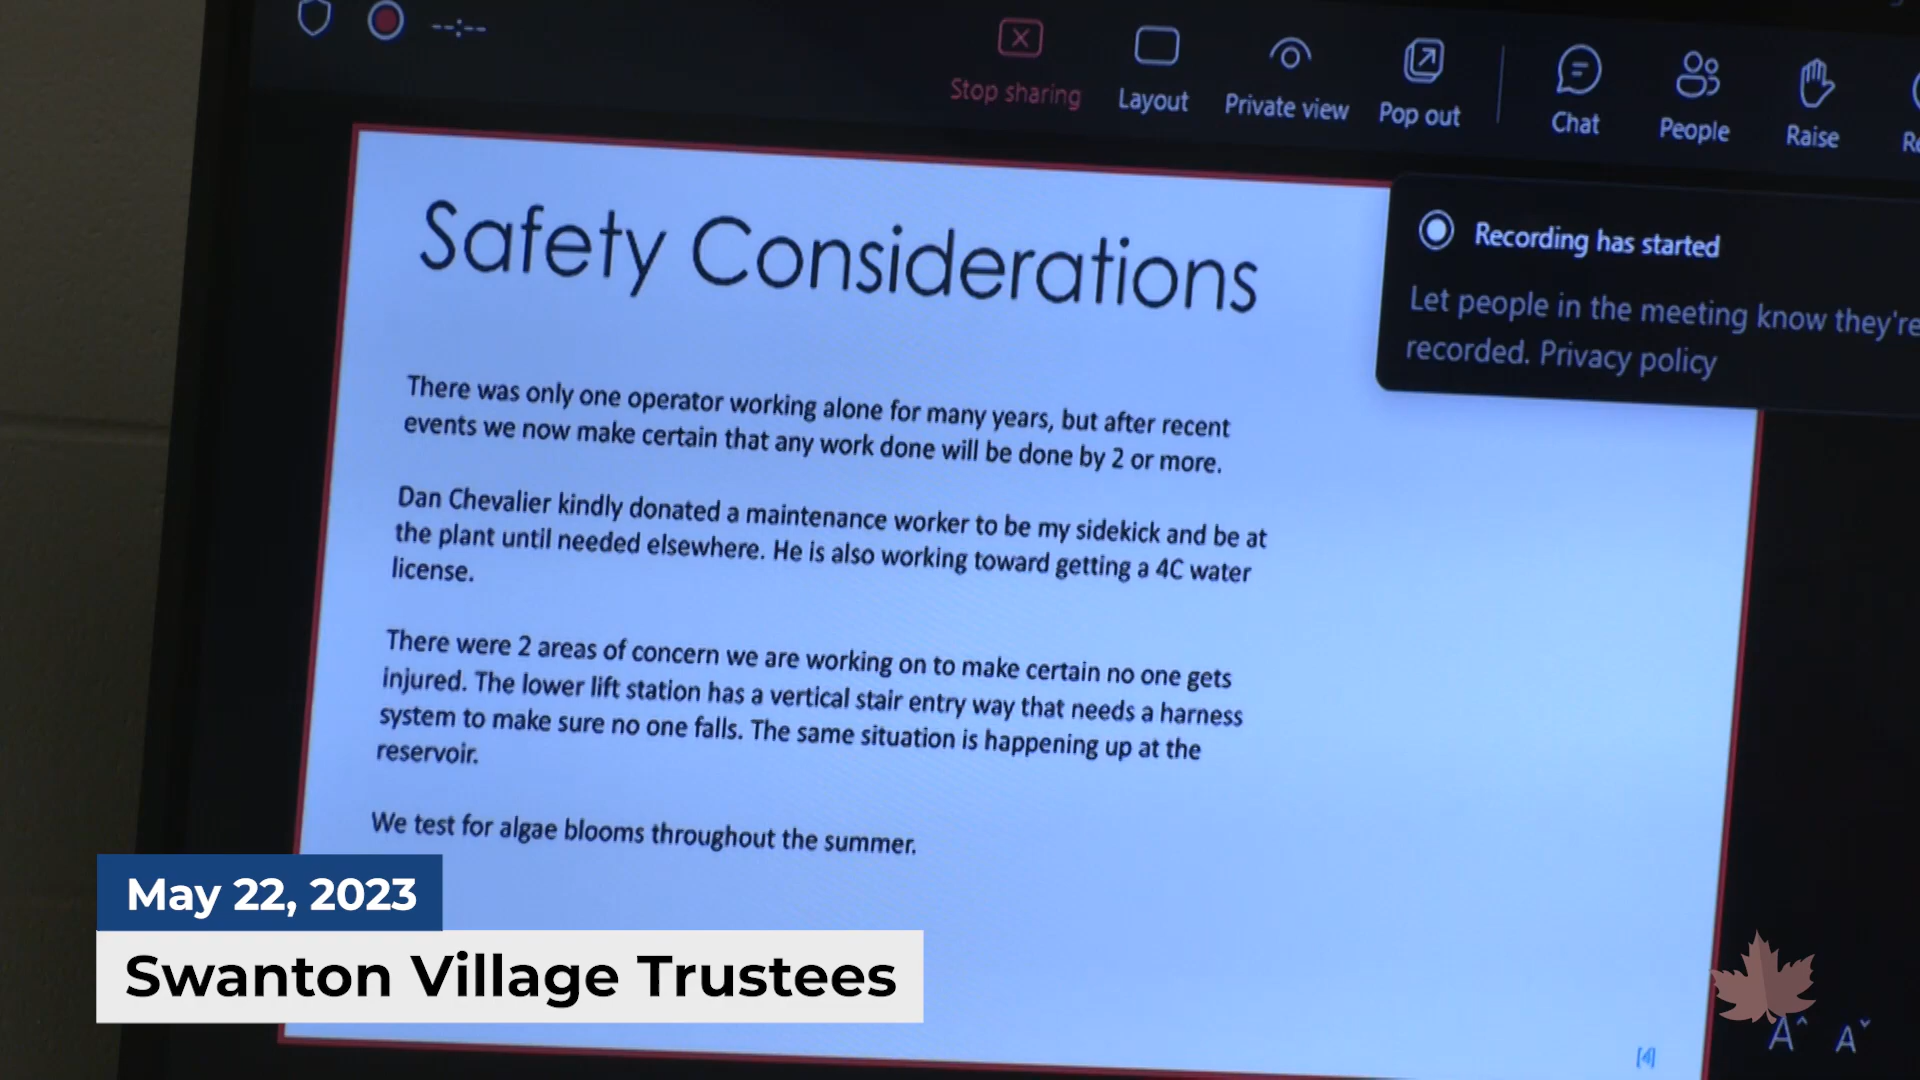 --:--
Stop sharing
Layout
Private view
Pop out
Chat
People
Raise
Recording has started
Let people in the meeting know they're
recorded. Privacy policy
Safety Considerations
There was only one operator working alone for many years, but after recent
events we now make certain that any work done will be done by 2 or more.
Dan Chevalier kindly donated a maintenance worker to be my sidekick and be at
the plant until needed elsewhere. He is also working toward getting a 4C water
license.
There were 2 areas of concern we are working on to make certain no one gets
injured. The lower lift station has a vertical stair entry way that needs a harness
system to make sure no one falls. The same situation is happening up at the
reservoir.
We test for algae blooms throughout the summer.
May 22, 2023
Swanton Village Trustees
[4]
A^ Aˇ